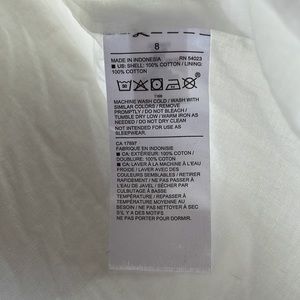 8
MADE IN INDONESIA RN 54023
US: SHELL: 100% COTTON / LINING:
100% COTTON
MACHINE WASH COLD / WASH WITH
SIMILAR COLORS / REMOVE
PROMPTLY / DO NOT BLEACH /
TUMBLE DRY LOW / WARM IRON AS
NEEDED / DO NOT DRY CLEAN
NOT INTENDED FOR USE AS
SLEEPWEAR.
CA 17897
FABRIQUÉ EN INDONÉSIE
CA: EXTÉRIEUR: 100% COTON /
DOUBLURE: 100% COTON
CA: LAVER À LA MACHINE À L'EAU
FROIDE / LAVER AVEC LES
COULEURS SEMBLABLES / RETIRER
RAPIDEMENT / NE PAS PASSER À
L'EAU DE JAVEL / SÉCHER PAR
CULBUTAGE À BASSE
TEMPÉRATURE / REPASSER À
TEMPÉRATURE MOYENNE AU
BESOIN / NE PAS NETTOYER À SEC
S'IL Y A DES MOTIFS
NE PAS PORTER POUR DORMIR.